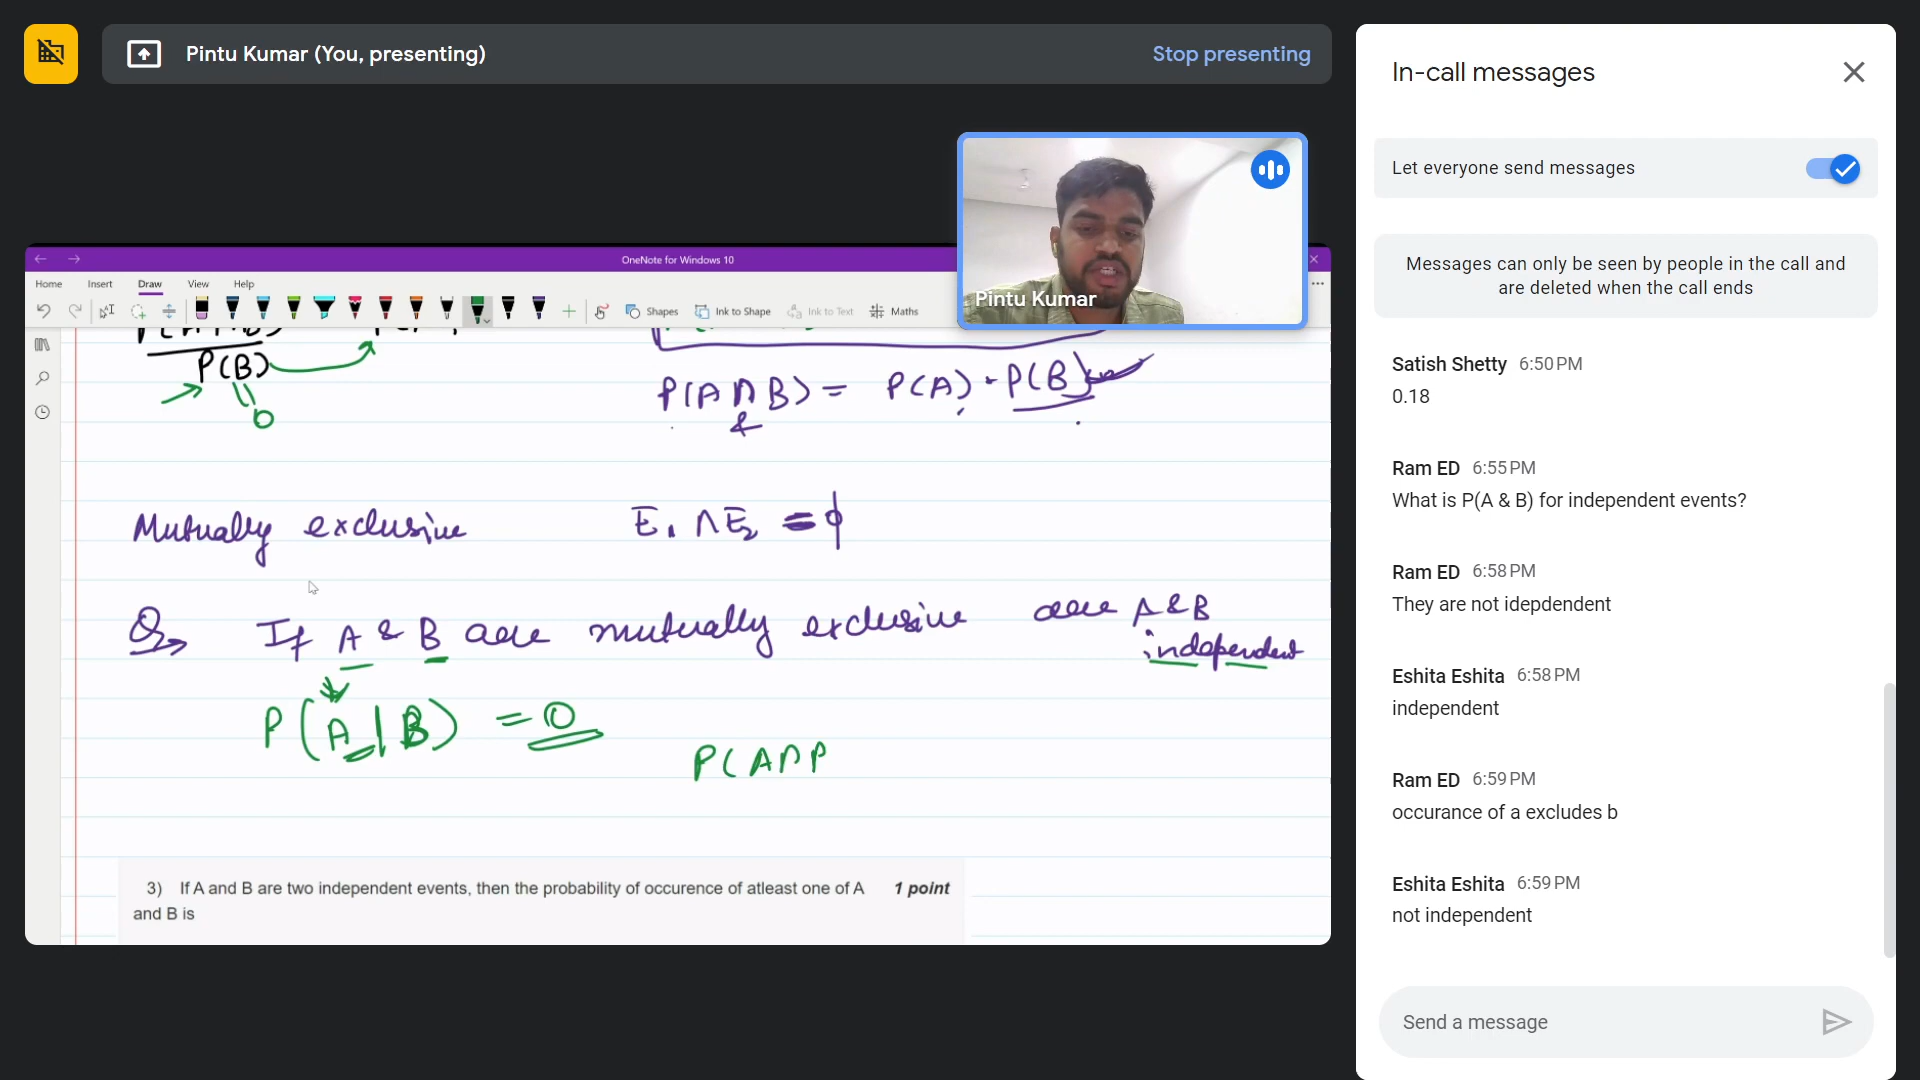 Pintu Kumar (You, presenting)
Stop presenting
In-call messages
Let everyone send messages
Messages can only be seen by people in the call and
are deleted when the call ends
Satish Shetty 6:50 PM
0.18
Ram ED 6:55 PM
What is P(A & B) for independent events?
Ram ED 6:58 PM
They are not idepdendent
Eshita Eshita 6:58 PM
independent
Ram ED 6:59 PM
occurance of a excludes b
Eshita Eshita 6:59 PM
not independent
Send a message
Pintu Kumar
OneNote for Windows 10
Home Insert Draw View Help
Shapes Ink to Shape Ink to Text Maths
P(B)
0
P(A ∩ B) = P(A) · P(B)
&
Mutually exclusive E₁ ∩ E₂ = φ
Q→ If A & B are mutually exclusive are A & B
independent
P(A|B) = 0
P(A∩P
3) If A and B are two independent events, then the probability of occurence of atleast one of A 1 point
and B is